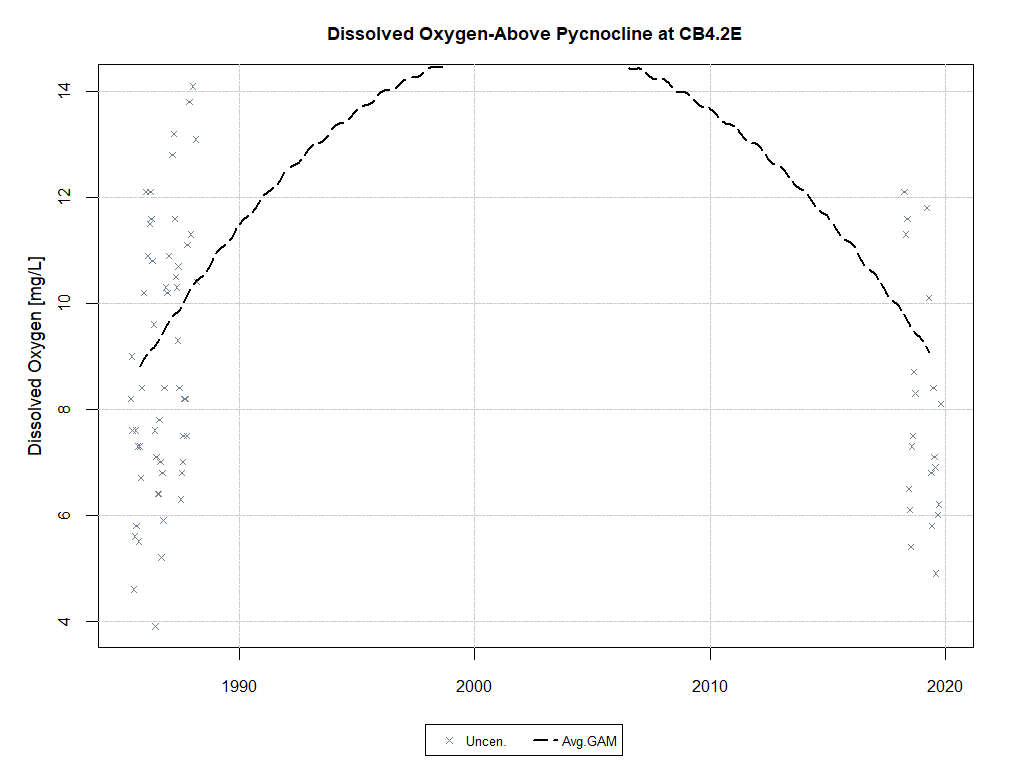 Dissolved Oxygen-Above Pycnocline at CB4.2E
Dissolved Oxygen [mg/L]
14
12
10
8
6
4
1990 2000 2010 2020
Uncen. Avg.GAM